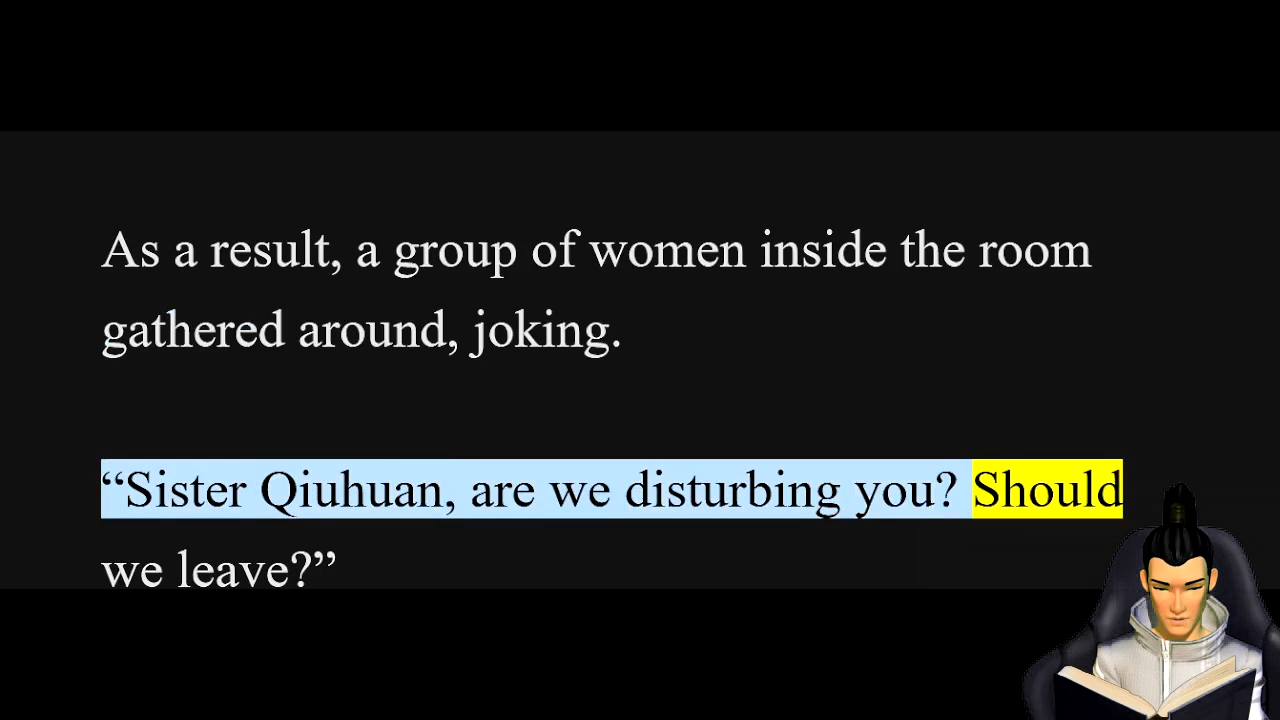 As a result, a group of women inside the room
gathered around, joking.
“Sister Qiuhuan, are we disturbing you? Should
we leave?”